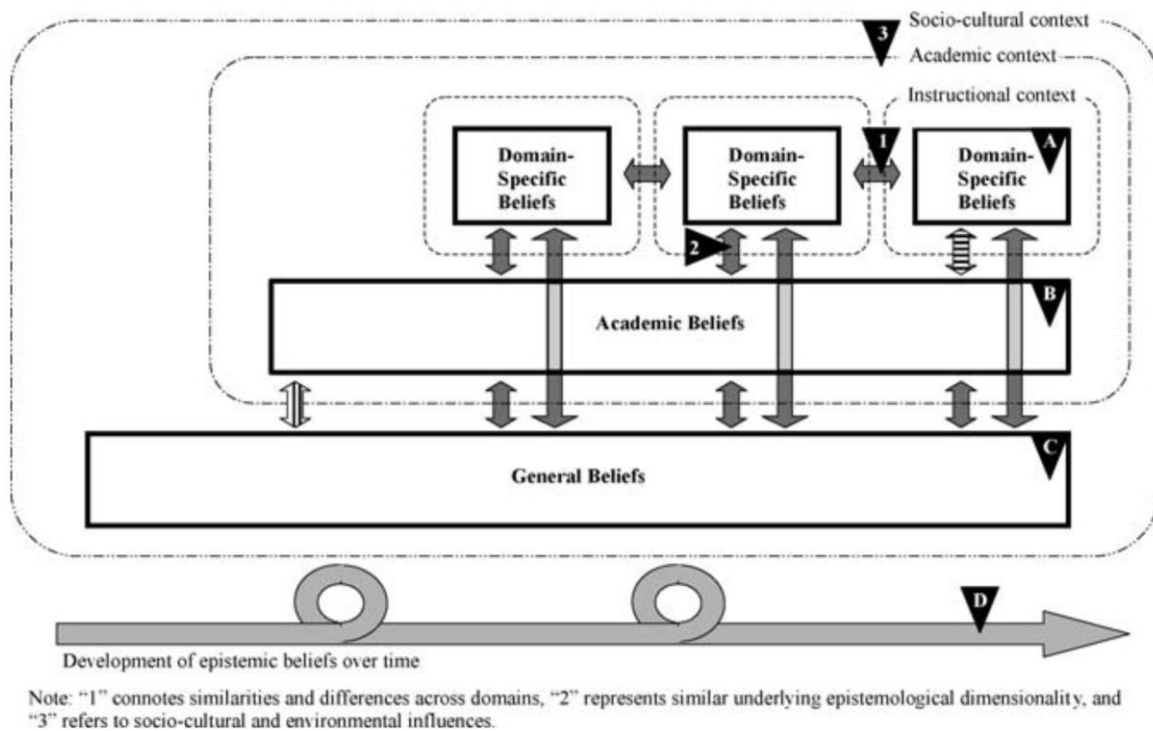 3
Socio-cultural context
Academic context
Instructional context
Domain-
Specific
Beliefs
Domain-
Specific
Beliefs
1
Domain-
Specific
Beliefs
A
2
Academic Beliefs
B
General Beliefs
C
D
Development of epistemic beliefs over time
Note: “1” connotes similarities and differences across domains, “2” represents similar underlying epistemological dimensionality, and
“3” refers to socio-cultural and environmental influences.